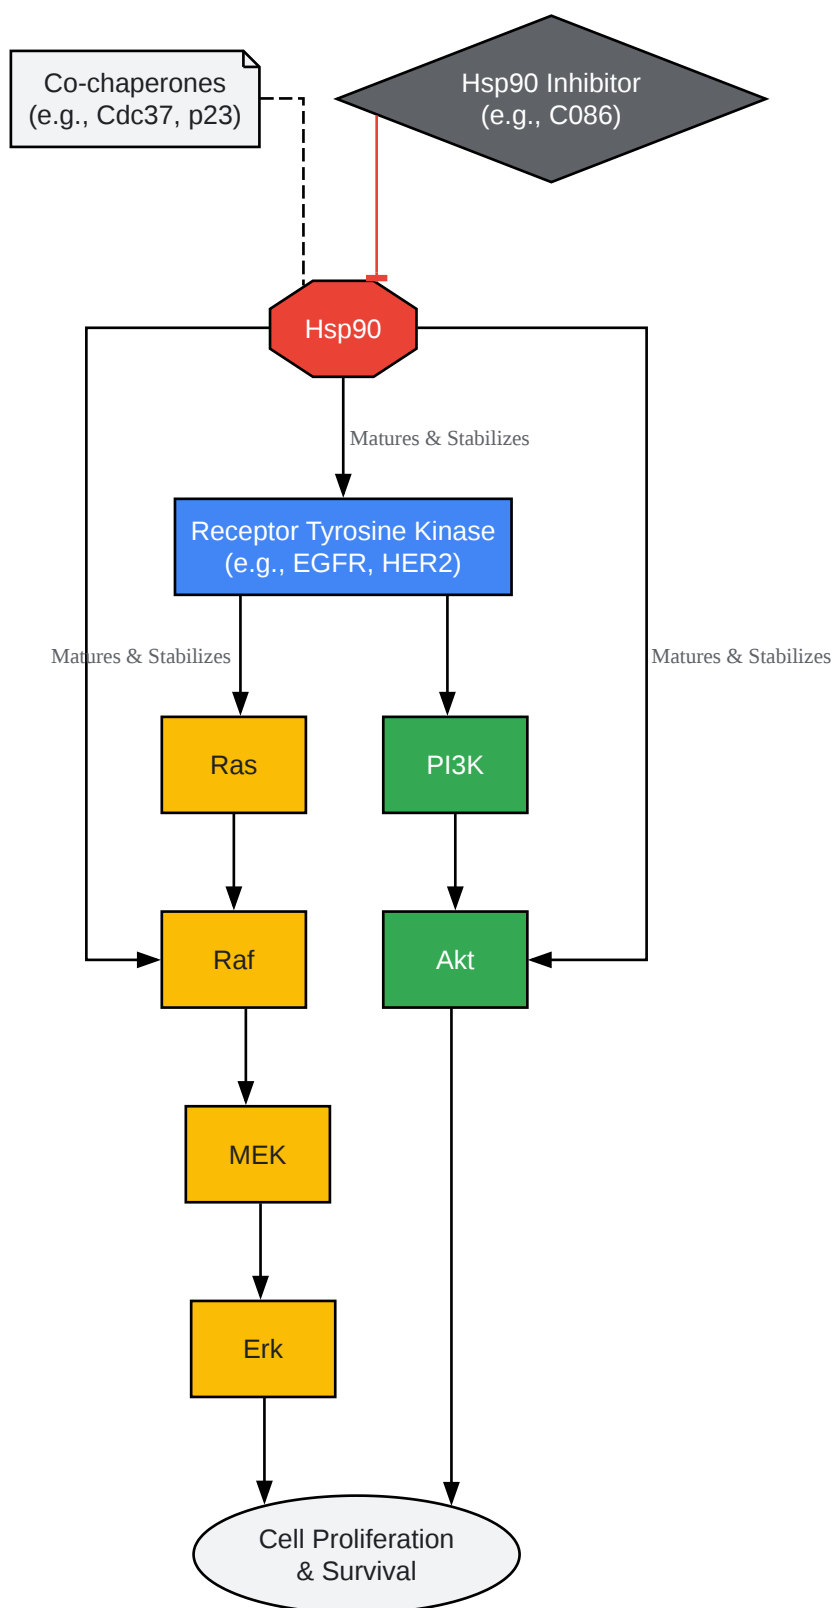 Co-chaperones
(e.g., Cdc37, p23)
Hsp90 Inhibitor
(e.g., C086)
Hsp90
Matures & Stabilizes
Receptor Tyrosine Kinase
(e.g., EGFR, HER2)
Matures & Stabilizes
Matures & Stabilizes
Ras
PI3K
Raf
Akt
MEK
Erk
Cell Proliferation
& Survival